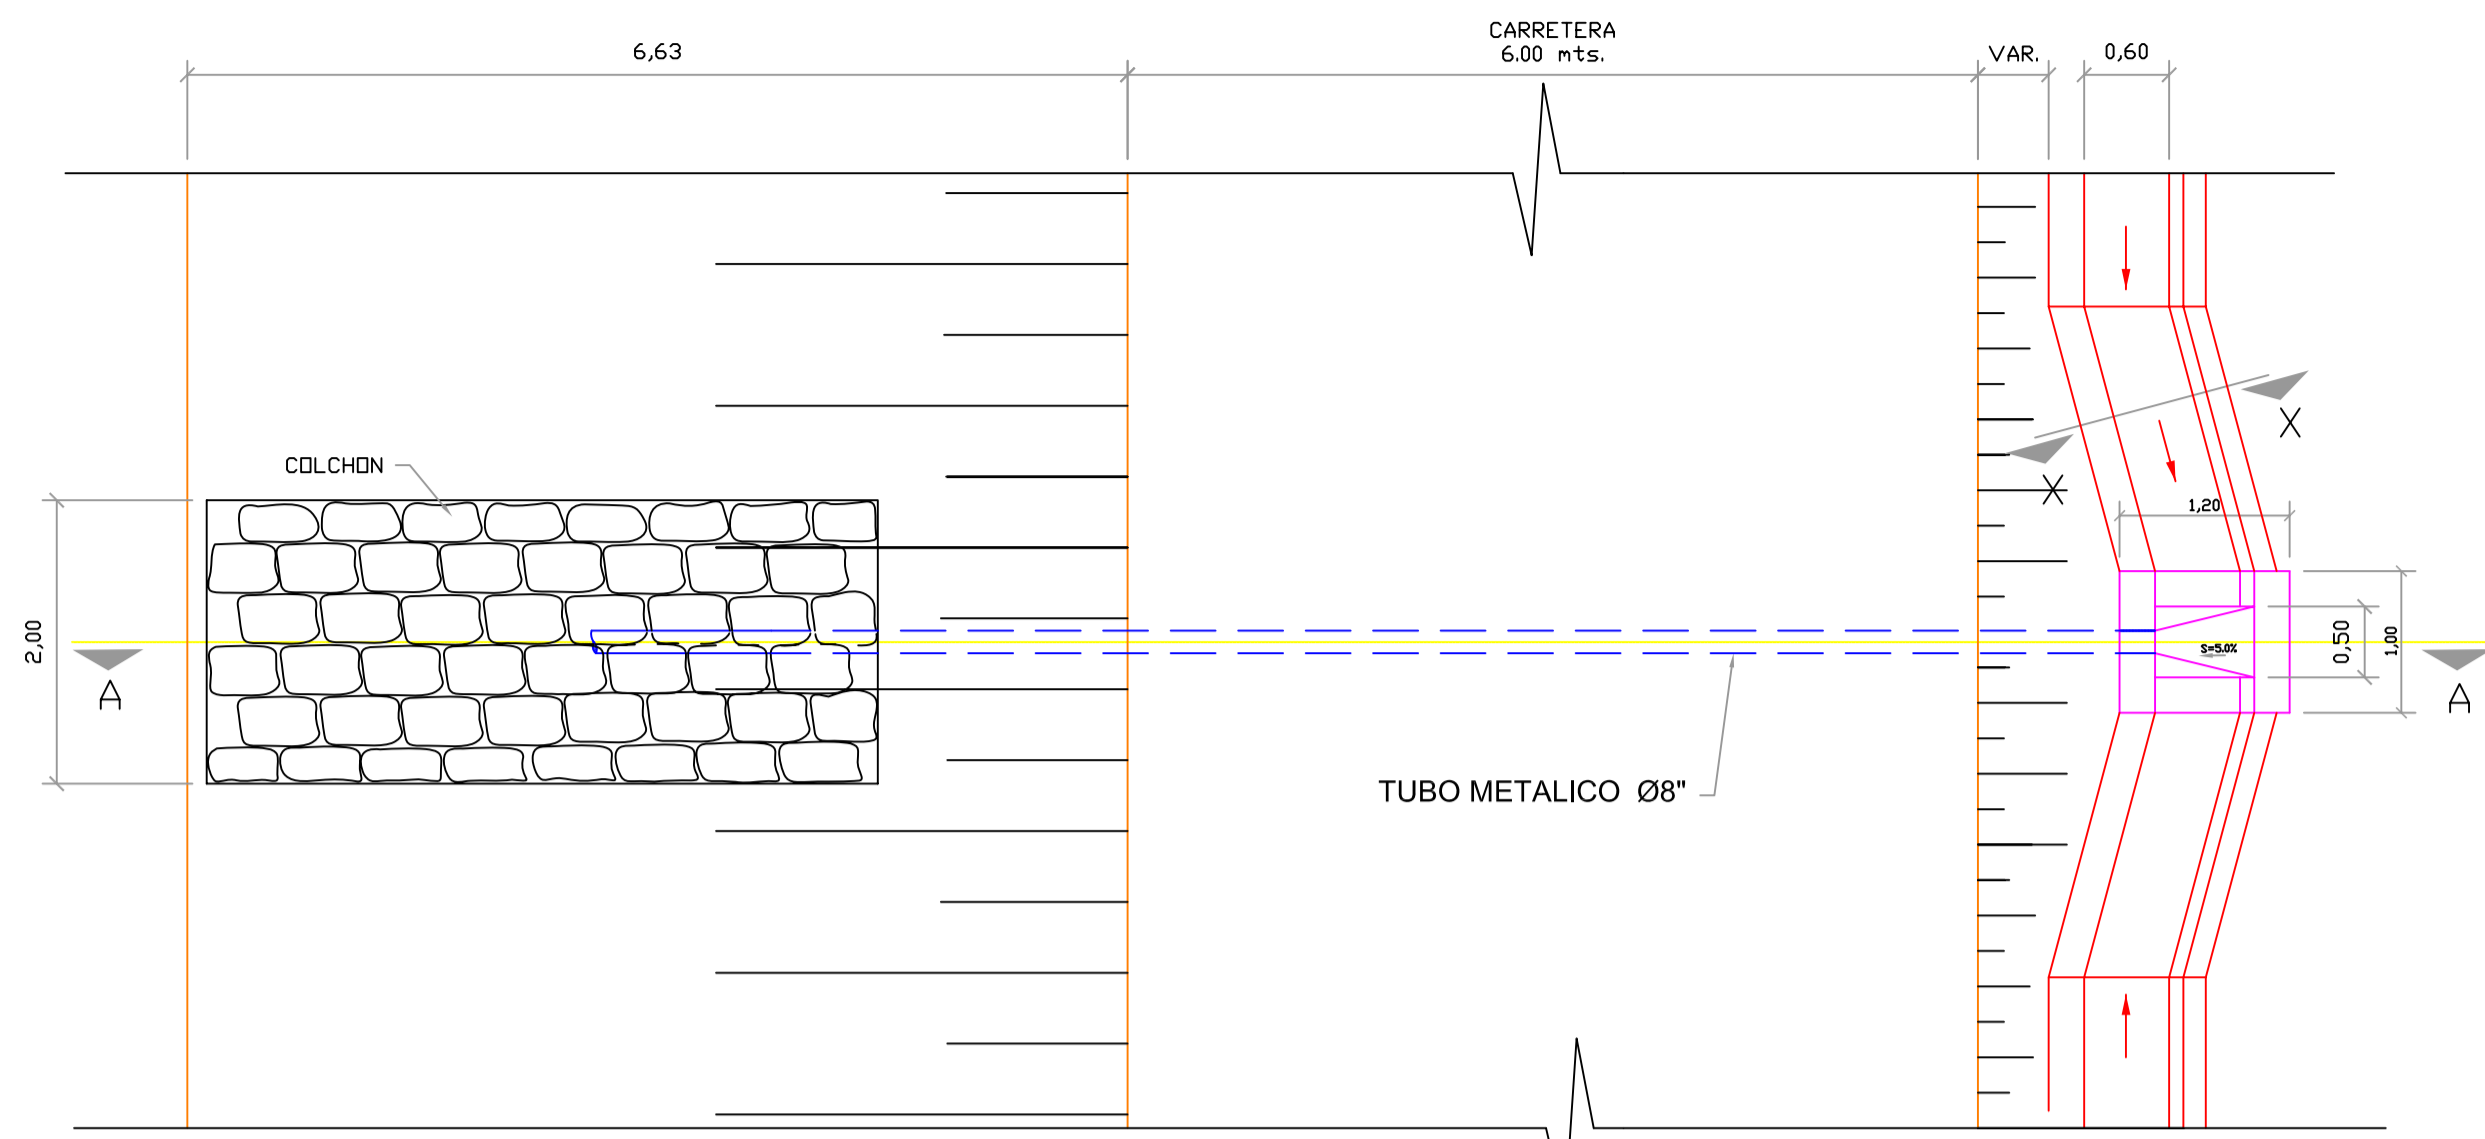 CARRETERA
6.00 mts.
6,63
VAR.
0,60
COLCHON
X
X
1,20
2,00
0,50
1,00
S=5.0%
A
A
TUBO METALICO Ø8"